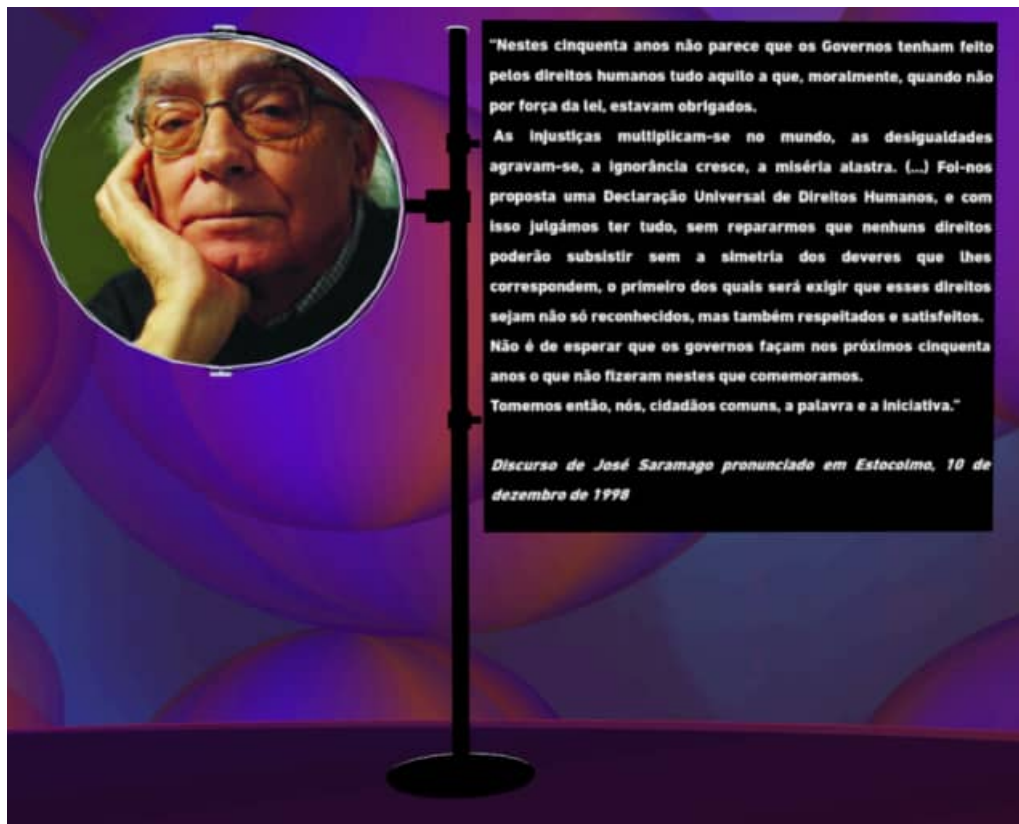 "Nestes cinquenta anos não parece que os Governos tenham feito
pelos direitos humanos tudo aquilo a que, moralmente, quando não
por força da lei, estavam obrigados.
As injustiças multiplicam-se no mundo, as desigualdades
agravam-se, a ignorância cresce, a miséria alastra. (...) Foi-nos
proposta uma Declaração Universal de Direitos Humanos, e com
isso julgámos ter tudo, sem repararmos que nenhuns direitos
poderão subsistir sem a simetria dos deveres que lhes
correspondem, o primeiro dos quais será exigir que esses direitos
sejam não só reconhecidos, mas também respeitados e satisfeitos.
Não é de esperar que os governos façam nos próximos cinquenta
anos o que não fizeram nestes que comemoramos.
Tomemos então, nós, cidadãos comuns, a palavra e a iniciativa."
Discurso de José Saramago pronunciado em Estocolmo, 10 de
dezembro de 1998